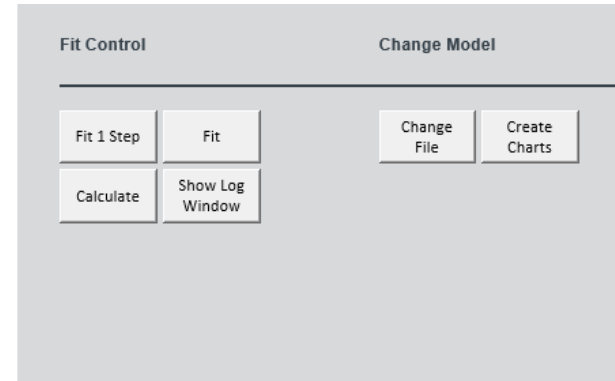 Fit Control
Change Model
Fit 1 Step
Fit
Change
File
Create
Charts
Calculate
Show Log
Window